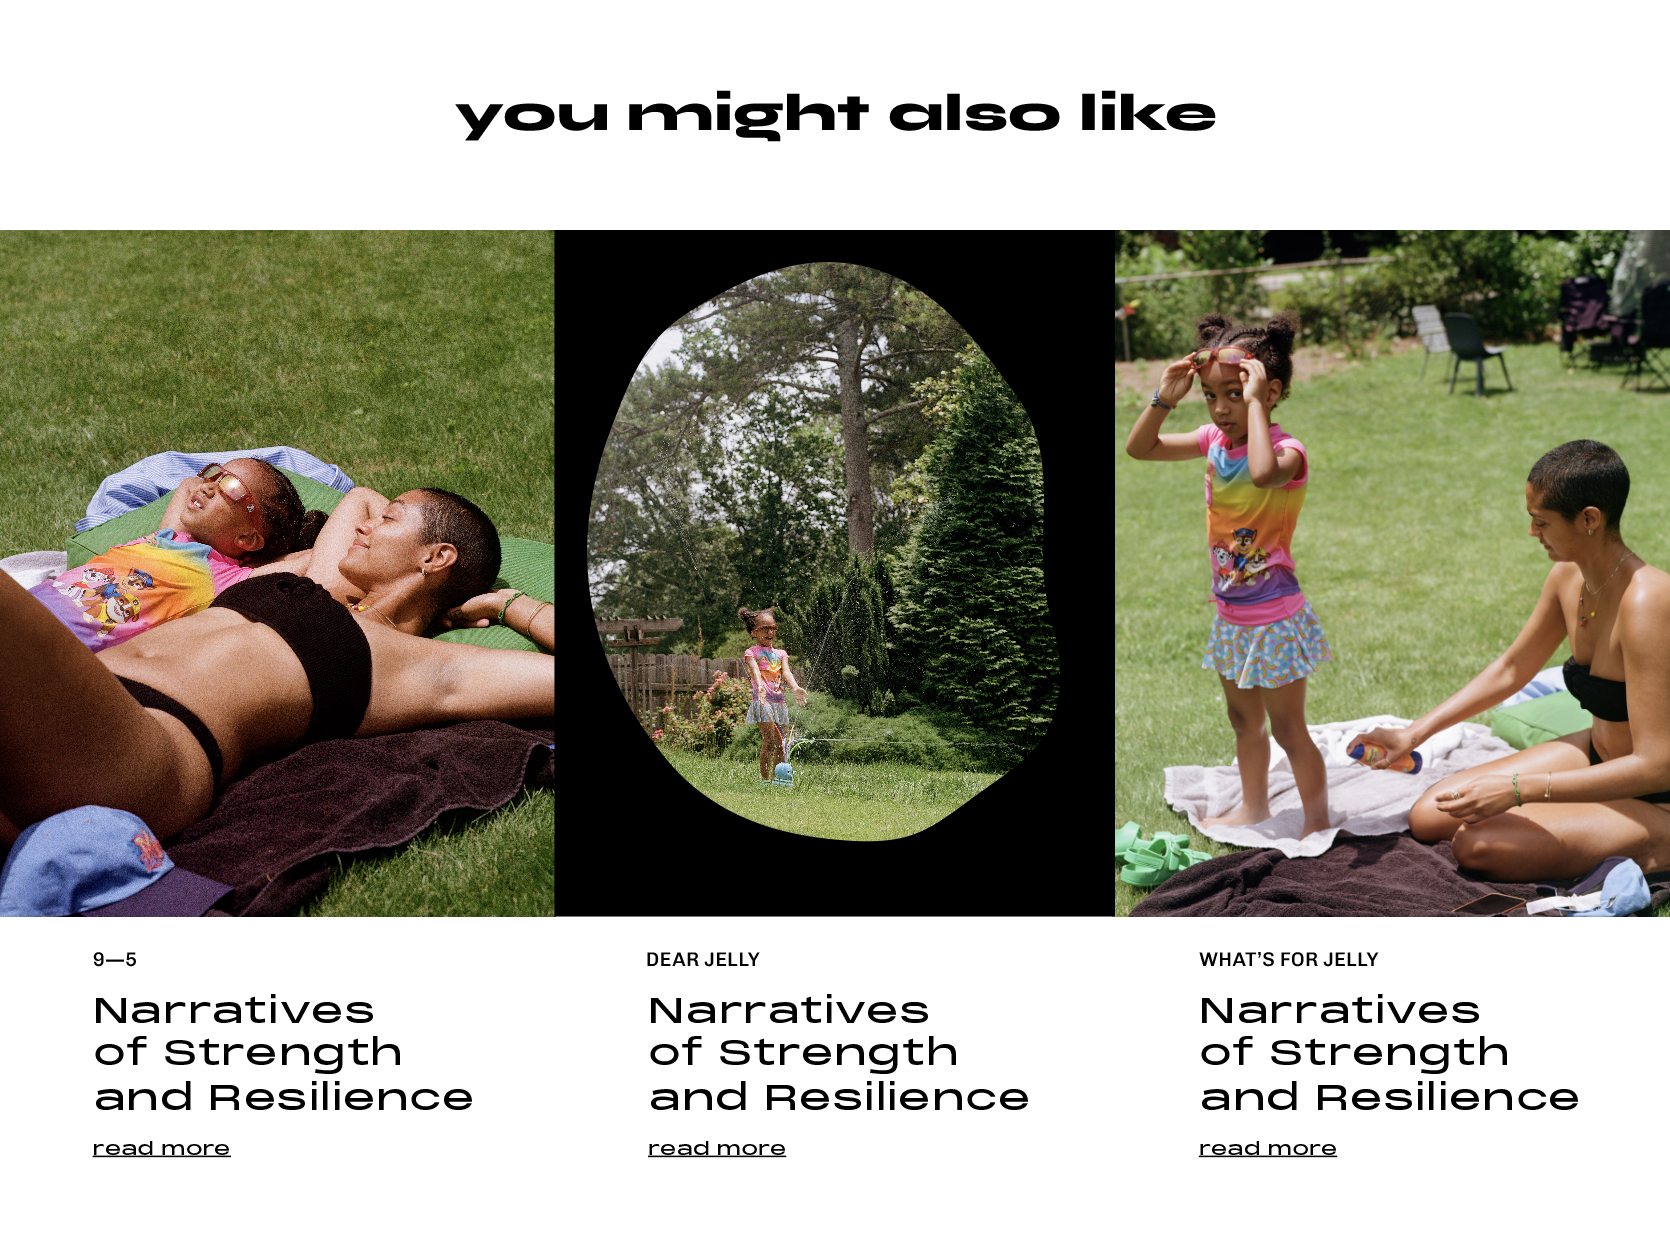 you might also like
9—5
Narratives
of Strength
and Resilience
read more
DEAR JELLY
Narratives
of Strength
and Resilience
read more
WHAT'S FOR JELLY
Narratives
of Strength
and Resilience
read more